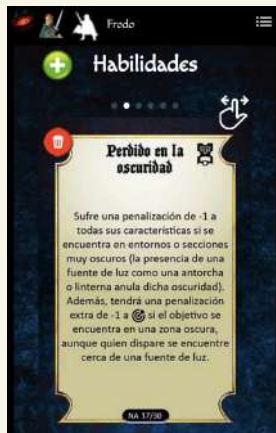 Frodo
Habilidades
Perdido en la
oscuridad
Sufre una penalización de -1 a
todas sus características si se
encuentra en entornos o secciones
muy oscuros (la presencia de una
fuente de luz como una antorcha
o linterna anula dicha oscuridad).
Además, tendrá una penalización
extra de -1 a si el objetivo se
encuentra en una zona oscura,
aunque quien dispare se encuentre
cerca de una fuente de luz.
NA 37/50